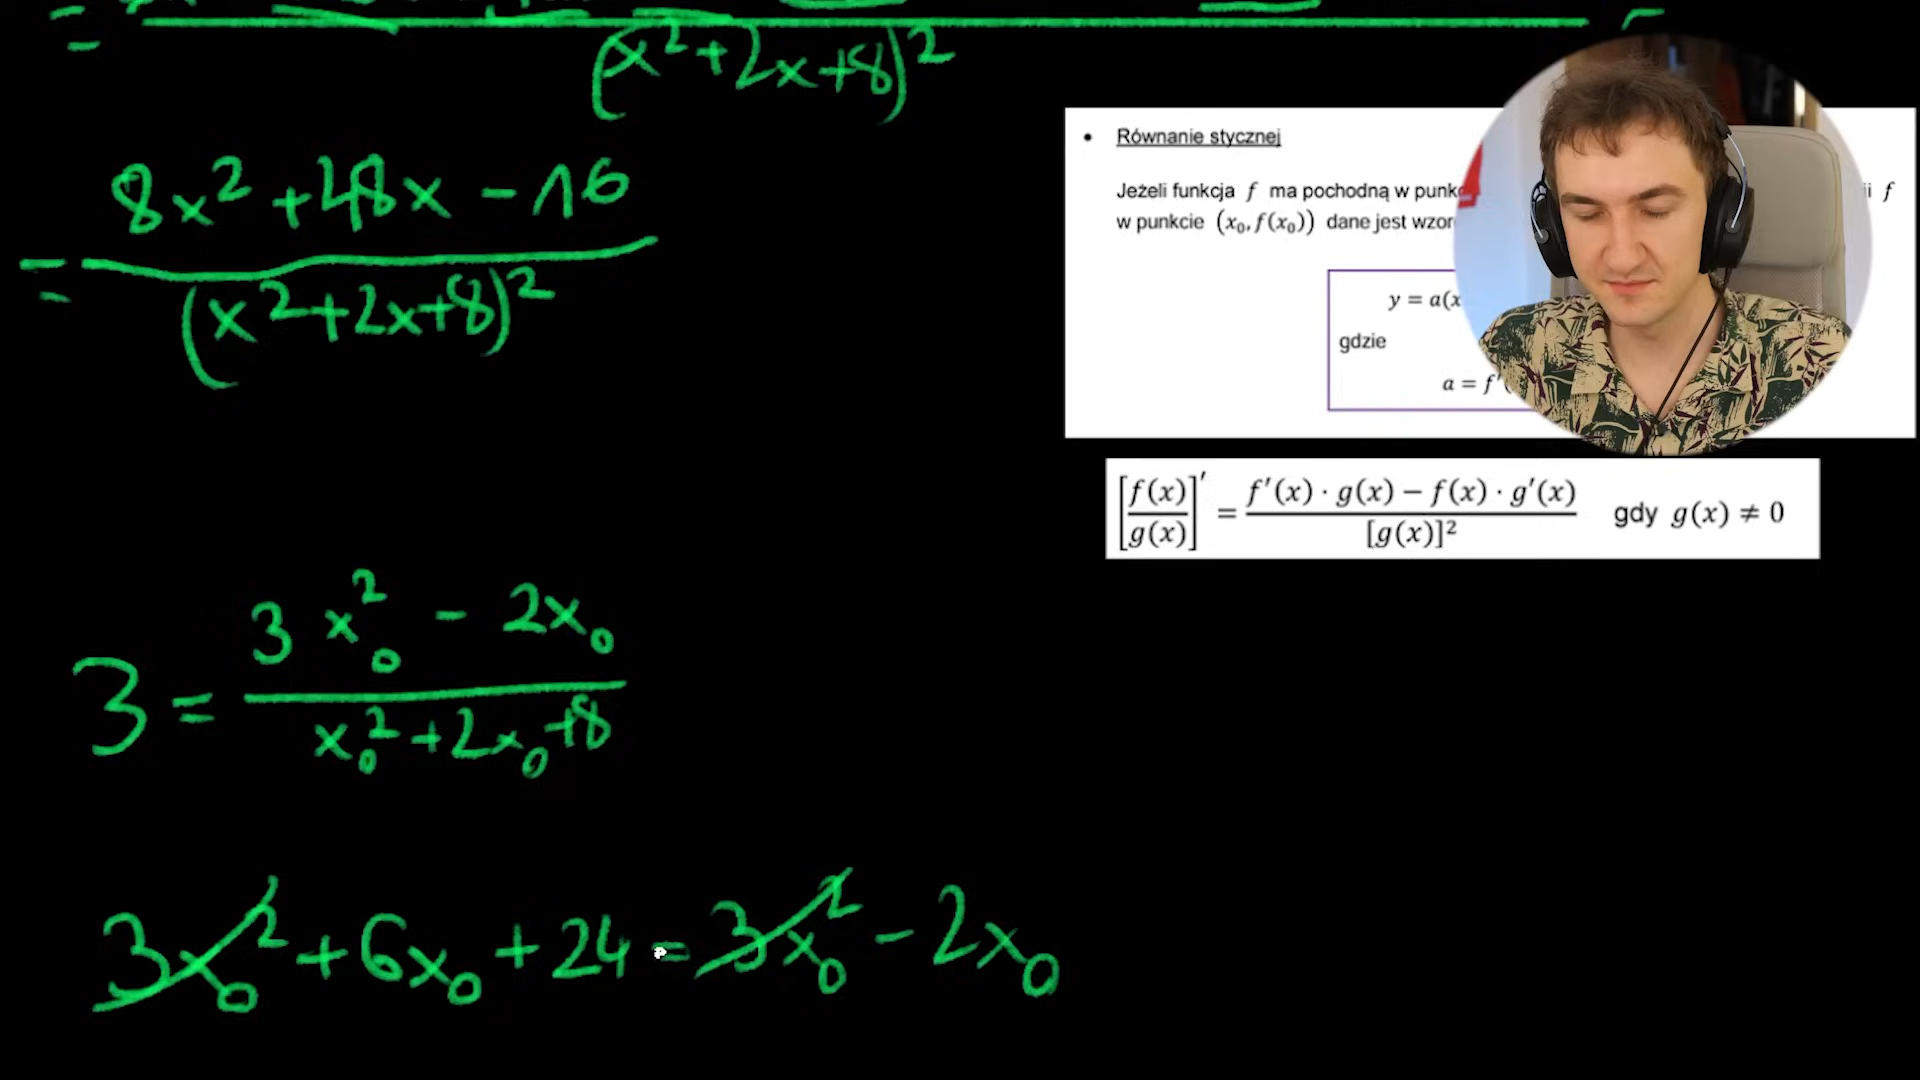 =
(x²+2x+8)²
= 8x² + 48x - 16
(x²+2x+8)²
• Równanie stycznej
Jeżeli funkcja f ma pochodną w punk
ii f
w punkcie (x₀, f(x₀)) dane jest wzor
y = a(x
gdzie
a = f'(
[f(x)/g(x)]' = f'(x) · g(x) − f(x) · g'(x) / [g(x)]² gdy g(x) ≠ 0
3 = 3x₀² - 2x₀
x₀² + 2x₀ + 8
3x₀² + 6x₀ + 24 = 3x₀² - 2x₀